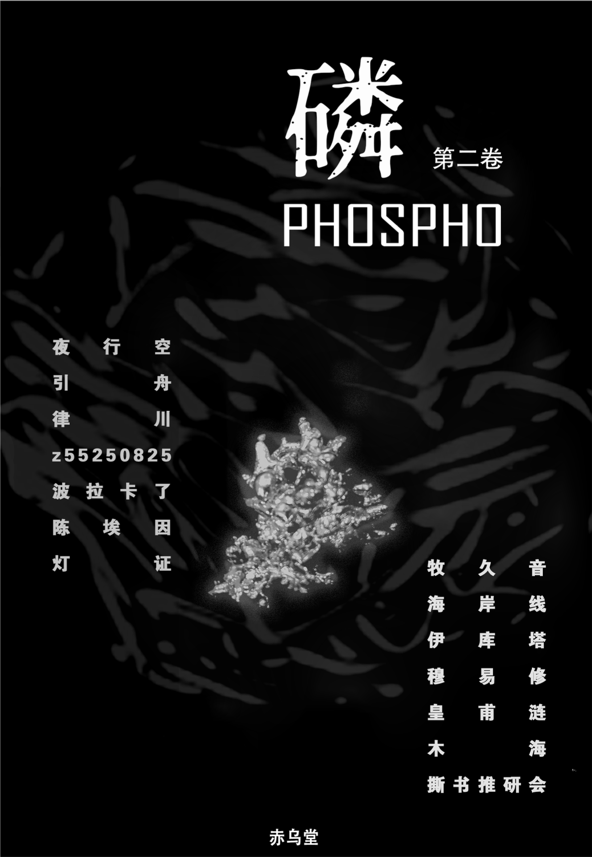 磷
第二卷
PHOSPHO
夜行空
引舟
律川
z55250825
波拉卡了
陈埃因
灯证
牧久音
海岸线
伊库塔
穆易修
皇甫涟
木海
撕书推研会
赤乌堂